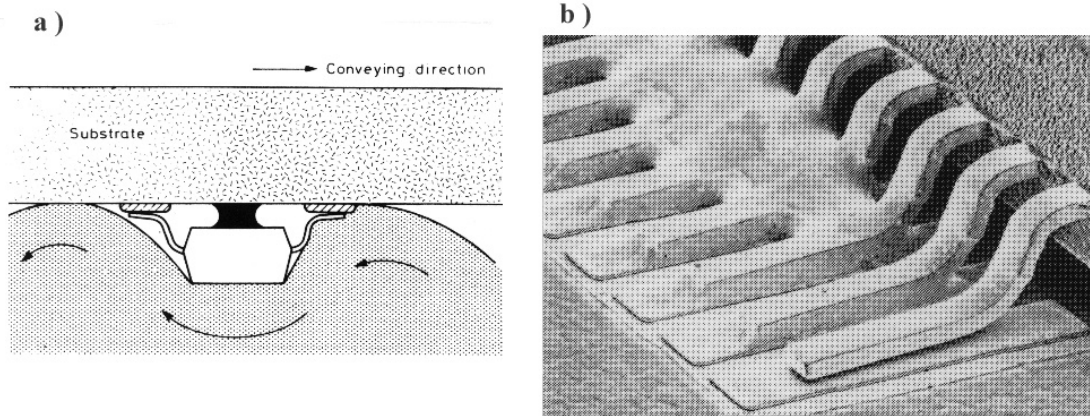 a )
b )
Conveying direction
Substrate